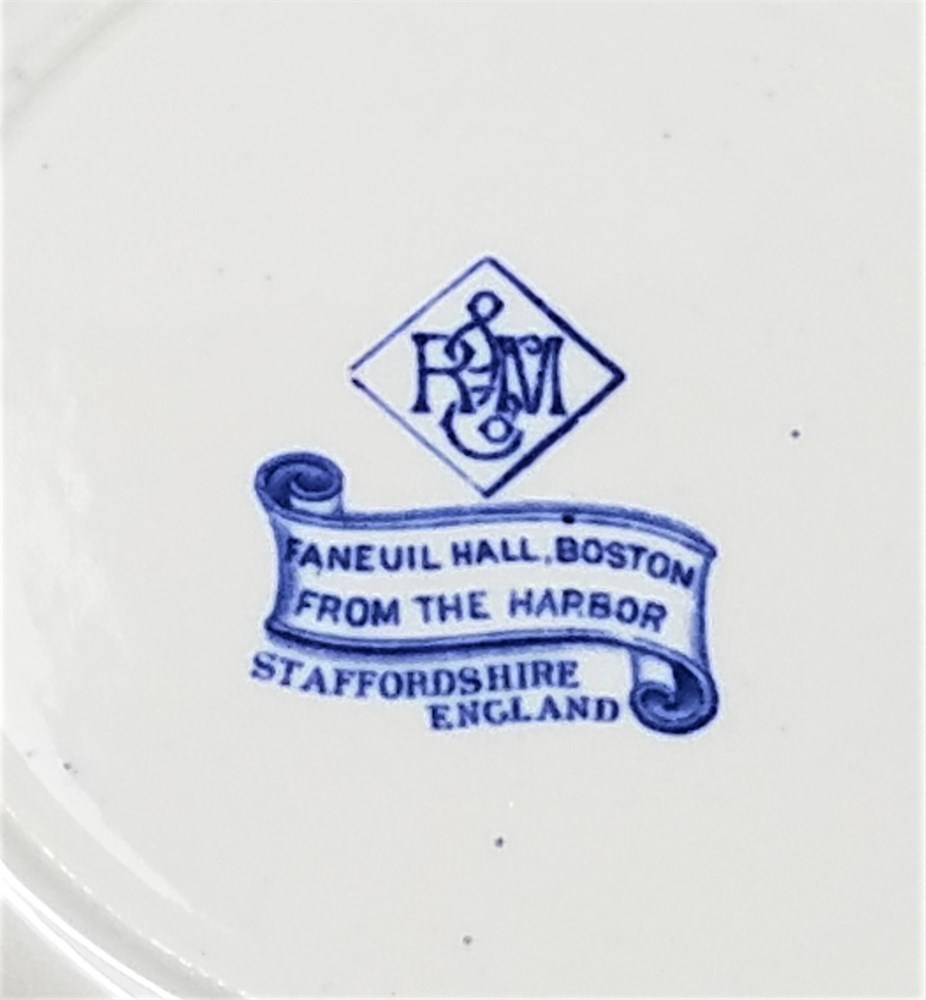 R&M
Co
FANEUIL HALL, BOSTON
FROM THE HARBOR
STAFFORDSHIRE
ENGLAND